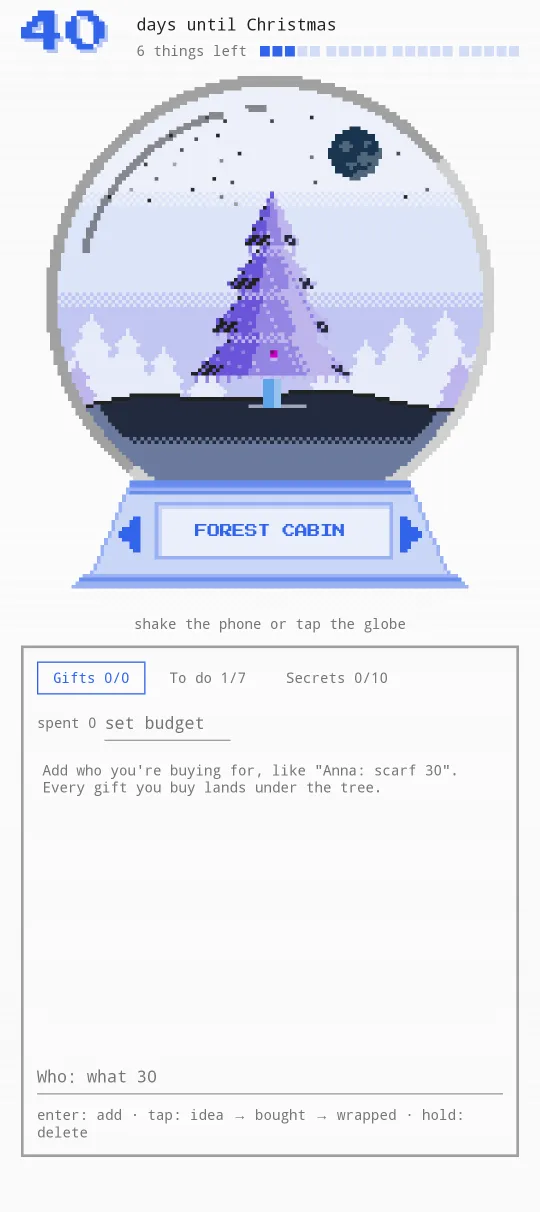 40
days until Christmas
6 things left
FOREST CABIN
shake the phone or tap the globe
Gifts 0/0 To do 1/7 Secrets 0/10
spent 0 set budget
Add who you're buying for, like "Anna: scarf 30".
Every gift you buy lands under the tree.
Who: what 30
enter: add · tap: idea → bought → wrapped · hold:
delete